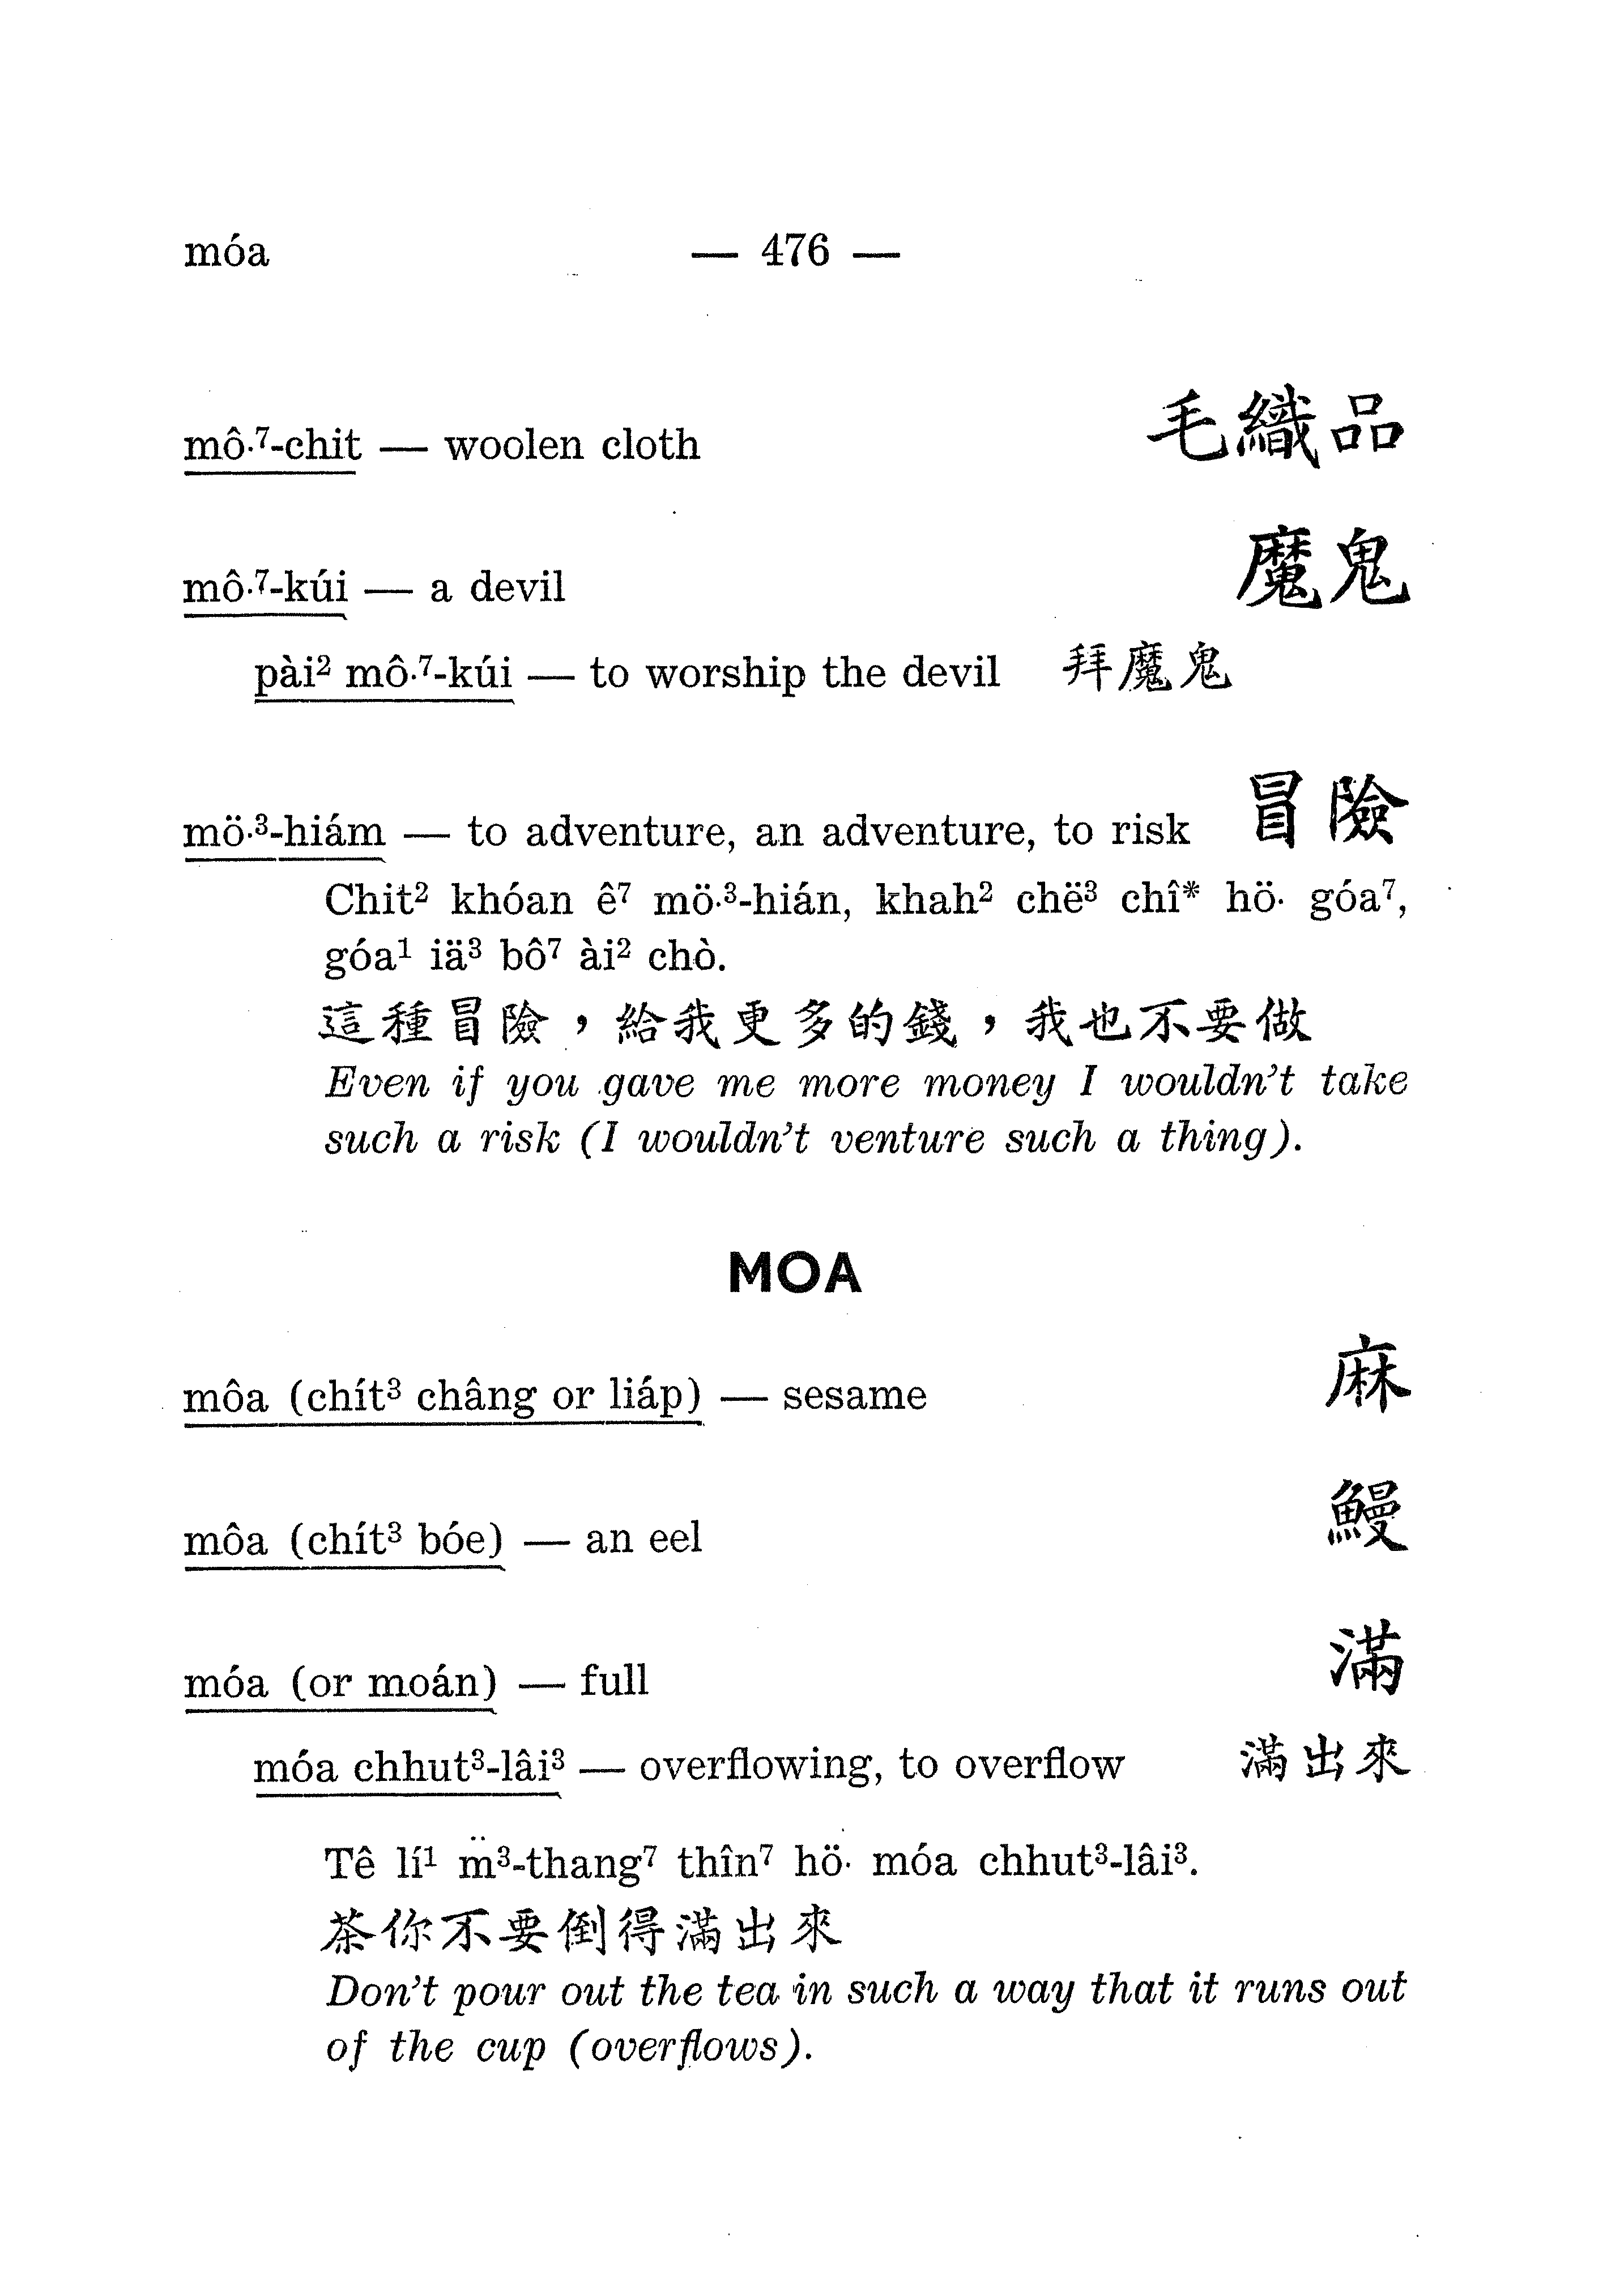 móa — 476 —
mô·⁷-chit — woolen cloth 毛織品
mô·⁷-kúi — a devil 魔鬼
pài² mô·⁷-kúi — to worship the devil 拜魔鬼
mö·³-hiám — to adventure, an adventure, to risk 冒險
Chit² khóan ê⁷ mö·³-hián, khah² chë³ chî* hö· góa⁷,
góa¹ iä³ bô⁷ ài² chò.
這種冒險，給我更多的錢，我也不要做
Even if you gave me more money I wouldn't take
such a risk (I wouldn't venture such a thing).
MOA
môa (chít³ châng or liáp) — sesame 麻
môa (chít³ bóe) — an eel 鰻
móa (or moán) — full 滿
móa chhut³-lâi³ — overflowing, to overflow 滿出來
Tê lí¹ m̈³-thang⁷ thîn⁷ hö· móa chhut³-lâi³.
茶你不要倒得滿出來
Don't pour out the tea in such a way that it runs out
of the cup (overflows).